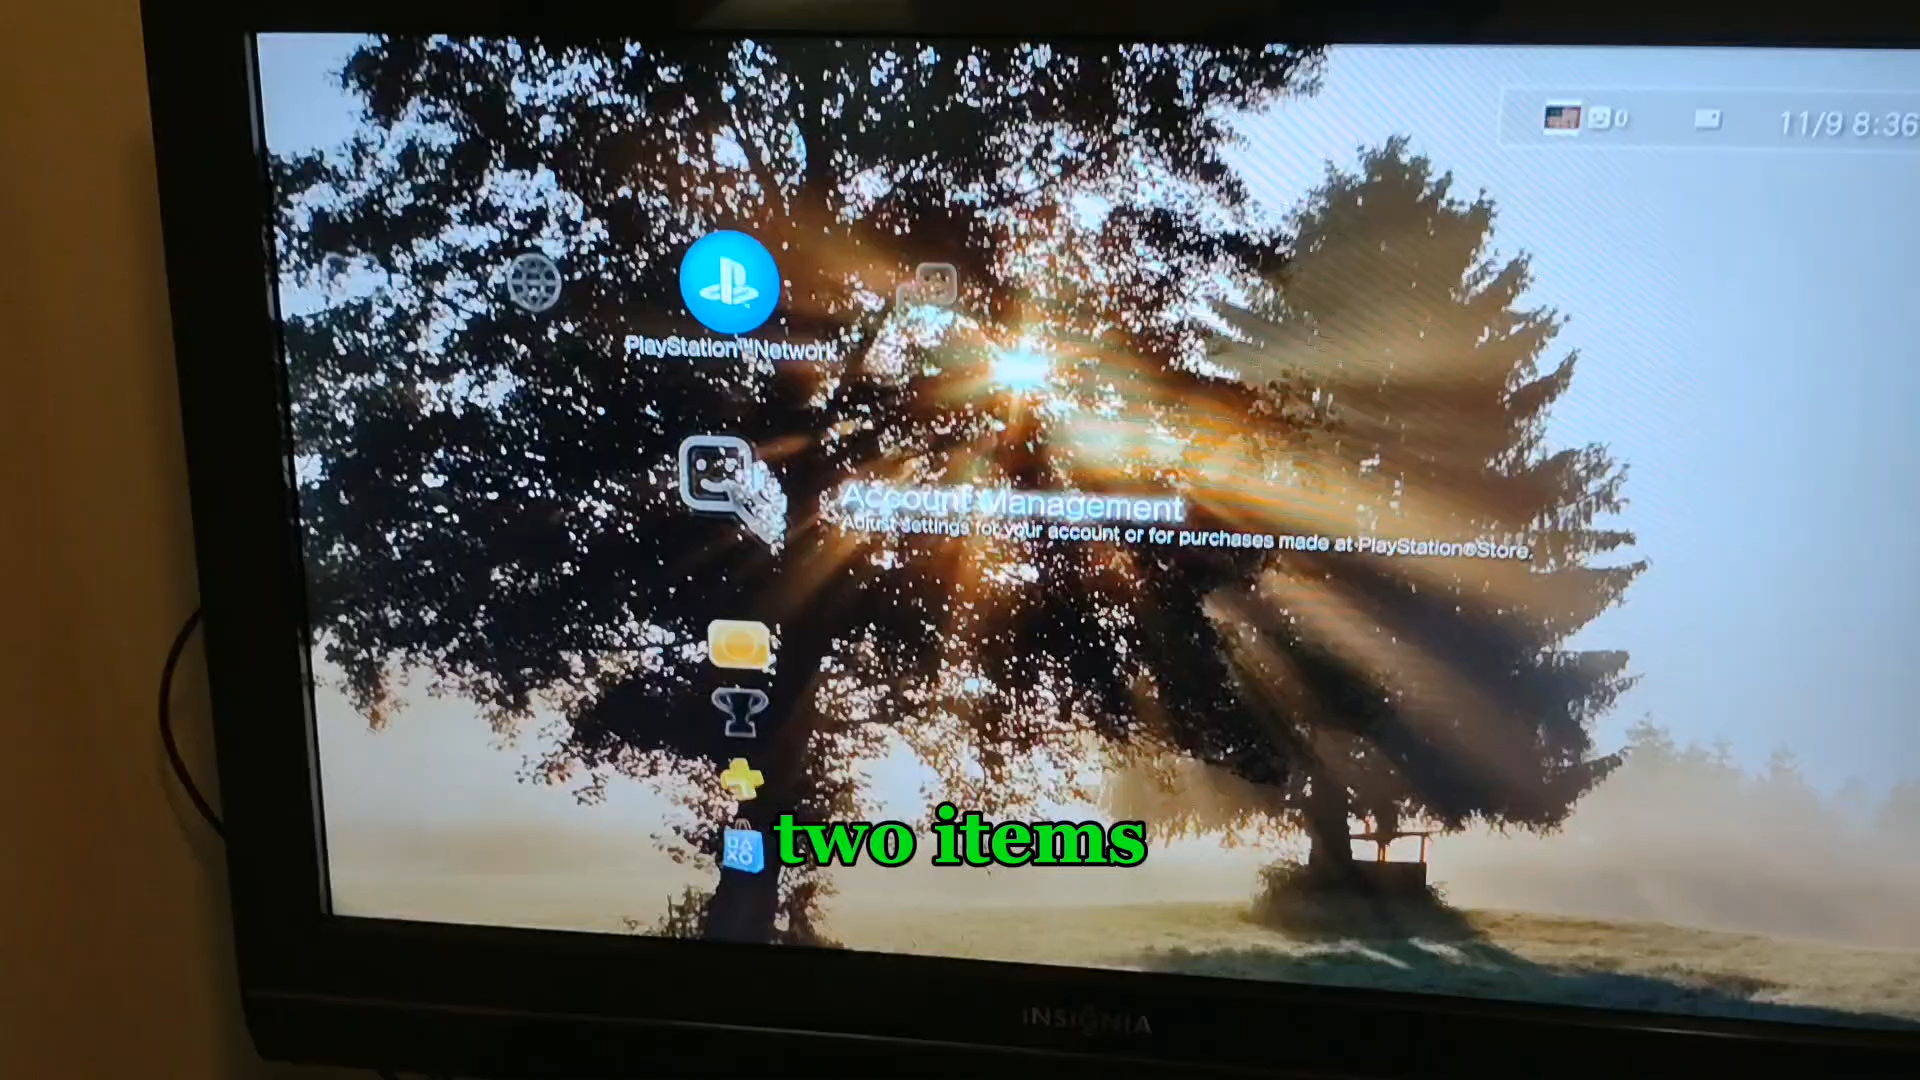 0 11/9 8:36
PlayStation™Network
Account Management
Adjust settings for your account or for purchases made at PlayStation®Store.
two items
INSIGNIA